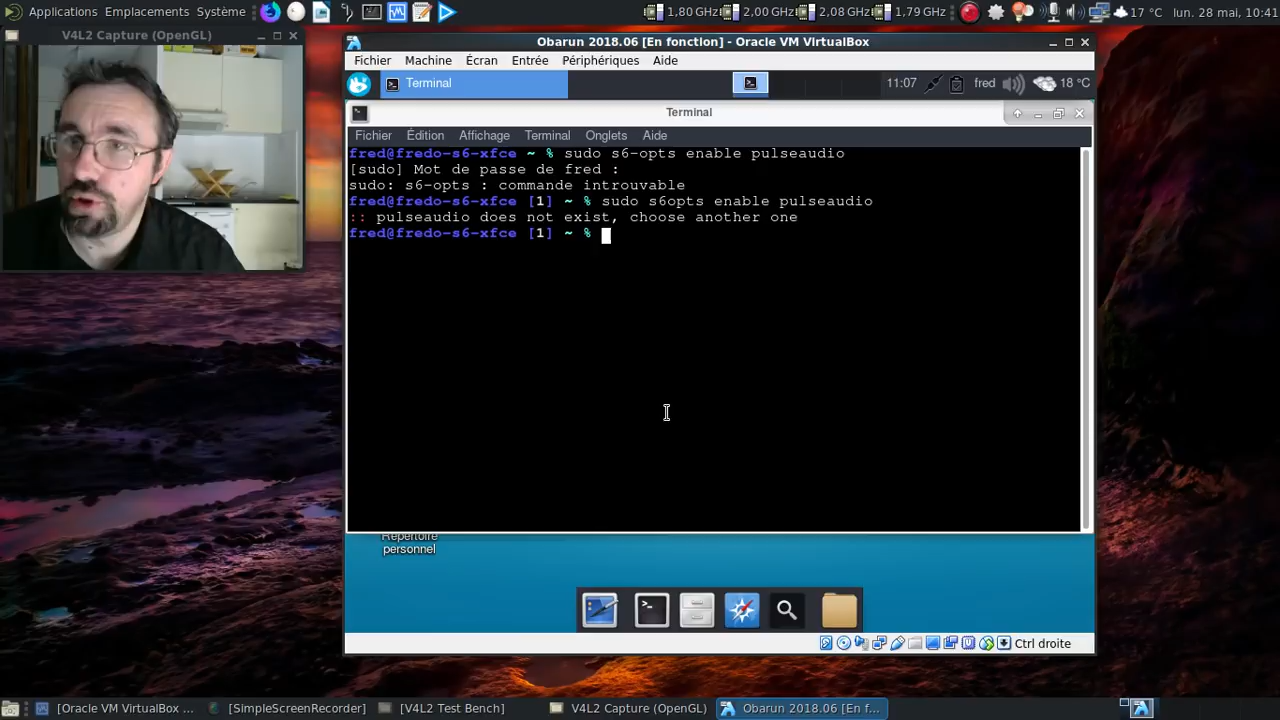 Applications Emplacements Système
1,80 GHz 2,00 GHz 2,08 GHz 1,79 GHz 17 °C lun. 28 mai, 10:41
V4L2 Capture (OpenGL)
Obarun 2018.06 [En fonction] - Oracle VM VirtualBox
Fichier Machine Écran Entrée Périphériques Aide
Terminal 11:07 fred 18 °C
Terminal
Fichier Édition Affichage Terminal Onglets Aide
fred@fredo-s6-xfce ~ % sudo s6-opts enable pulseaudio
[sudo] Mot de passe de fred :
sudo: s6-opts : commande introuvable
fred@fredo-s6-xfce [1] ~ % sudo s6opts enable pulseaudio
:: pulseaudio does not exist, choose another one
fred@fredo-s6-xfce [1] ~ %
Répertoire
personnel
Ctrl droite
[Oracle VM VirtualBox ... [SimpleScreenRecorder] [V4L2 Test Bench] V4L2 Capture (OpenGL) Obarun 2018.06 [En f...